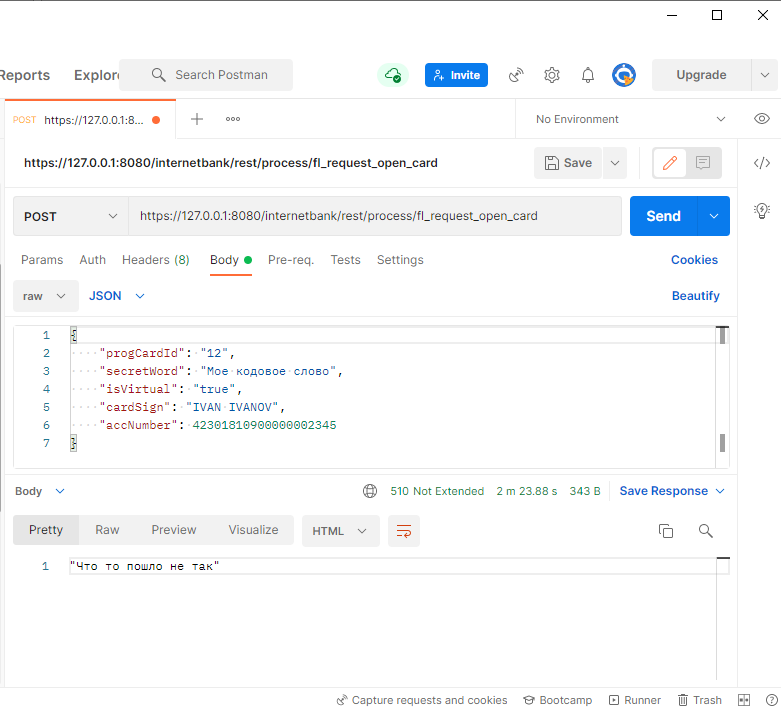 Reports Explor Search Postman Invite Upgrade
POST https://127.0.0.1:8... No Environment
https://127.0.0.1:8080/internetbank/rest/process/fl_request_open_card Save
POST https://127.0.0.1:8080/internetbank/rest/process/fl_request_open_card Send
Params Auth Headers (8) Body Pre-req. Tests Settings Cookies
raw JSON Beautify
1 {
2 "progCardId": "12",
3 "secretWord": "Мое кодовое слово",
4 "isVirtual": "true",
5 "cardSign": "IVAN IVANOV",
6 "accNumber": 42301810900000002345
7 }
Body 510 Not Extended 2 m 23.88 s 343 B Save Response
Pretty Raw Preview Visualize HTML
1 "Что то пошло не так"
Capture requests and cookies Bootcamp Runner Trash